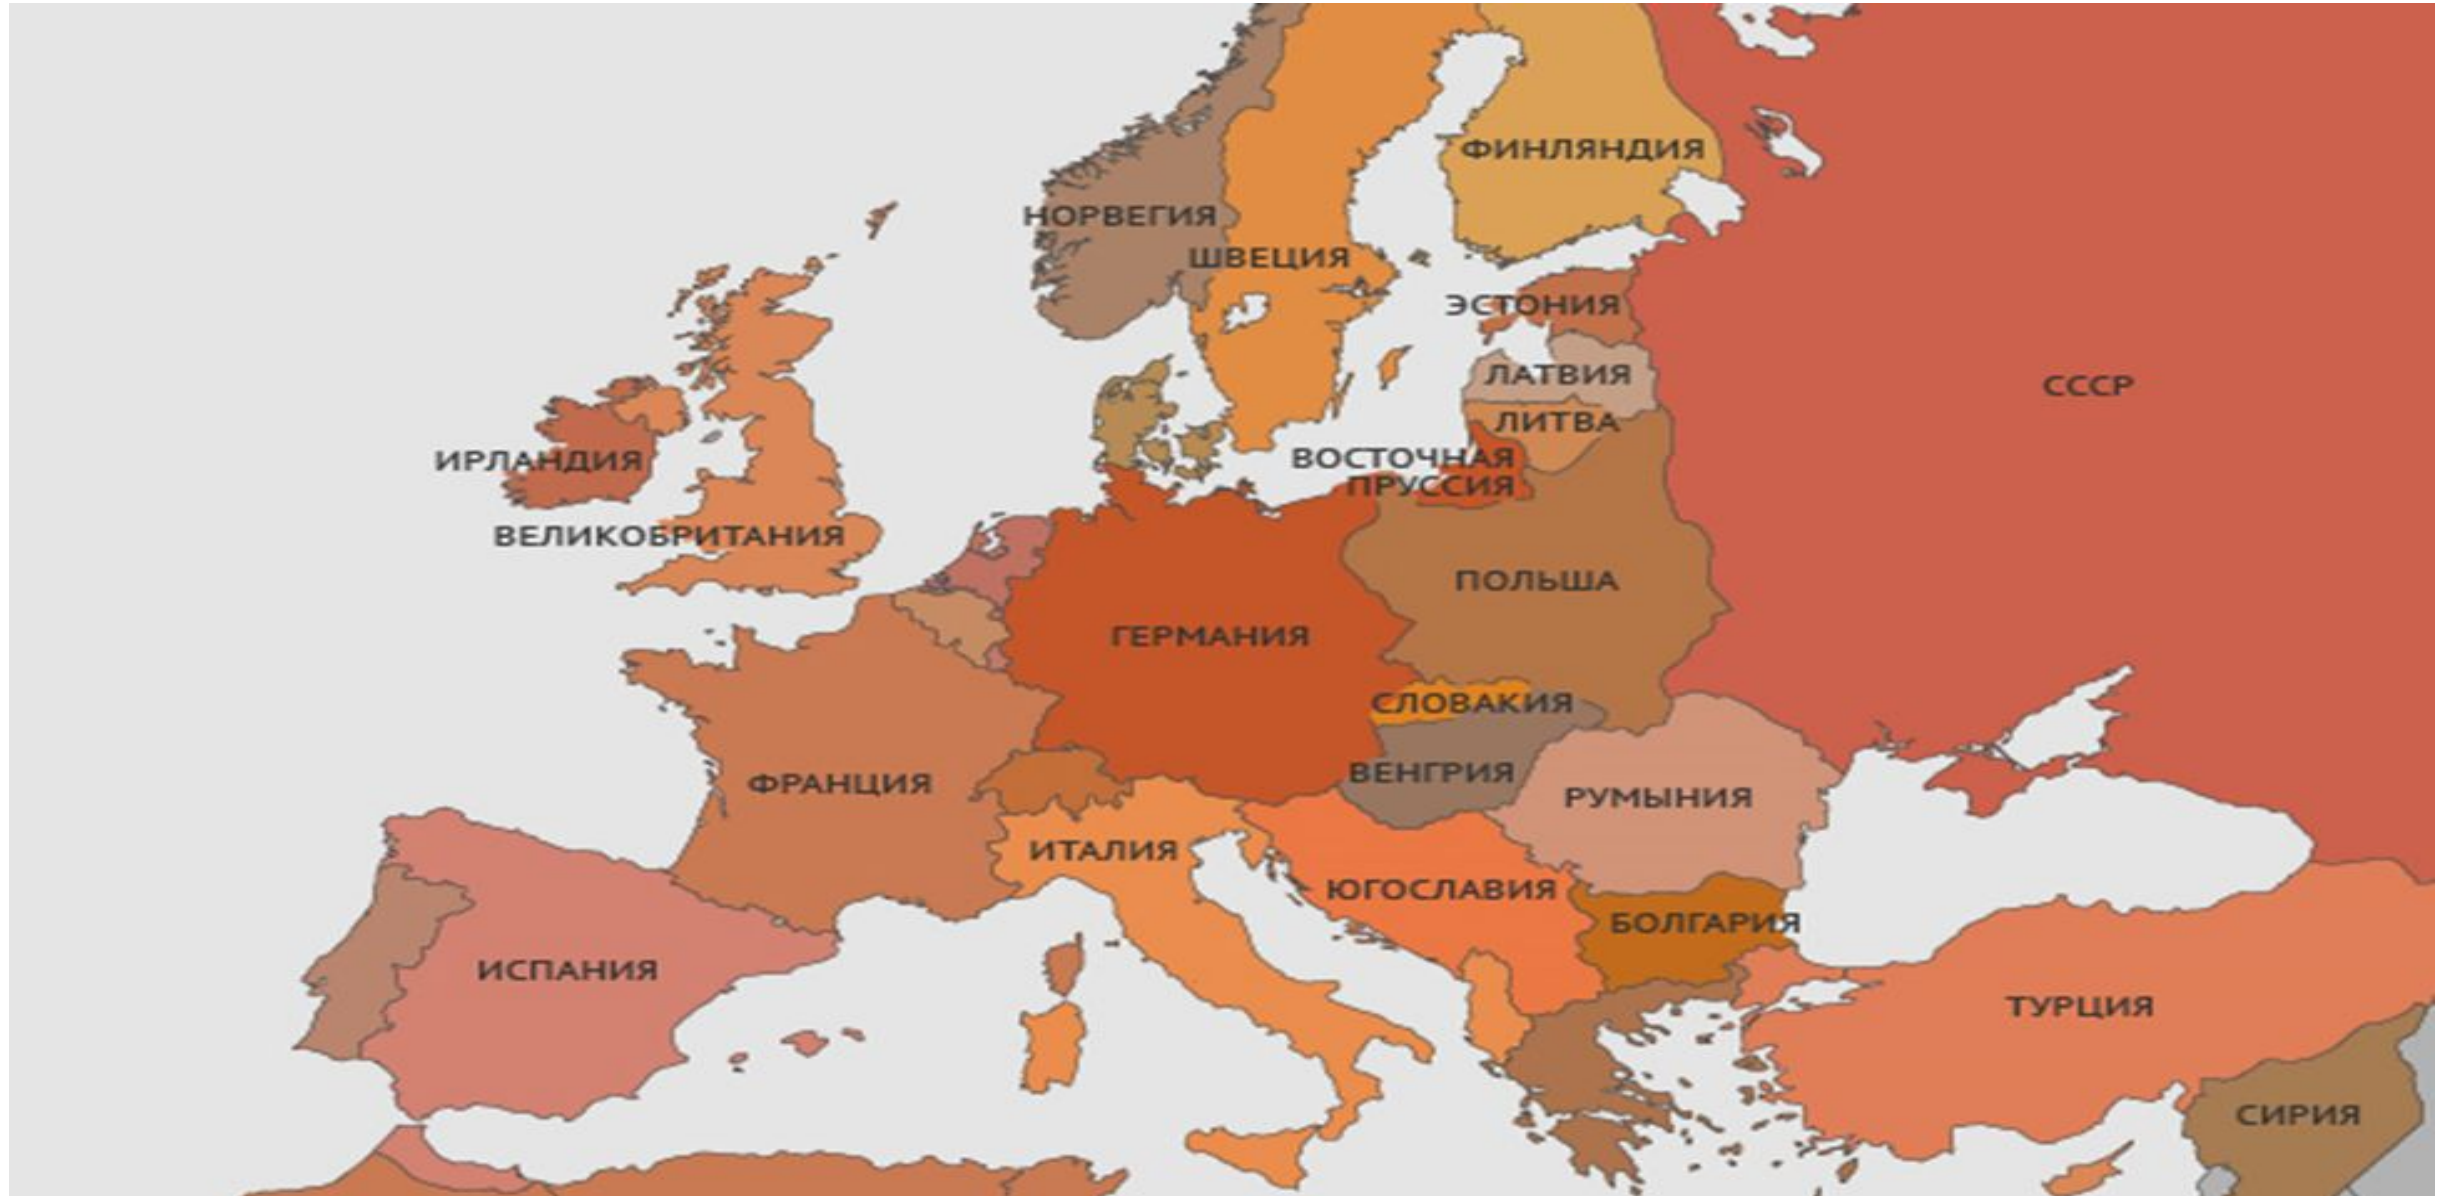 ФИНЛЯНДИЯ
НОРВЕГИЯ
ШВЕЦИЯ
ЭСТОНИЯ
ЛАТВИЯ
СССР
ЛИТВА
ИРЛАНДИЯ
ВОСТОЧНАЯ
ПРУССИЯ
ВЕЛИКОБРИТАНИЯ
ПОЛЬША
ГЕРМАНИЯ
СЛОВАКИЯ
ВЕНГРИЯ
ФРАНЦИЯ
РУМЫНИЯ
ИТАЛИЯ
ЮГОСЛАВИЯ
БОЛГАРИЯ
ИСПАНИЯ
ТУРЦИЯ
СИРИЯ